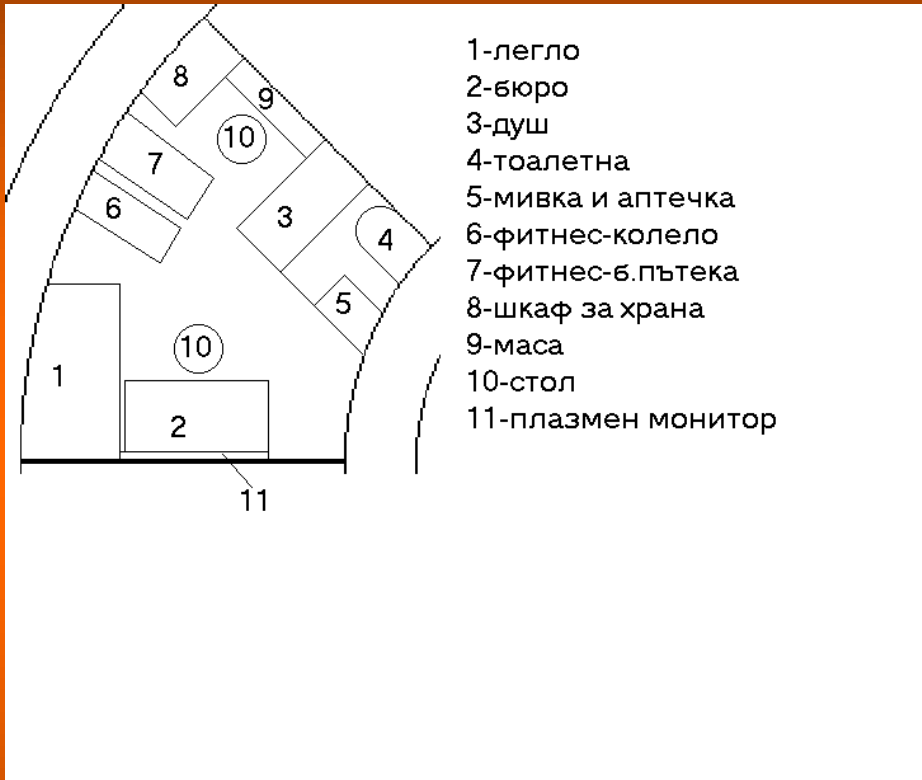 8
9
10
7
6
3
4
5
10
1
2
11
1-легло
2-бюро
3-душ
4-тоалетна
5-мивка и аптечка
6-фитнес-колело
7-фитнес-б.пътека
8-шкаф за храна
9-маса
10-стол
11-плазмен монитор